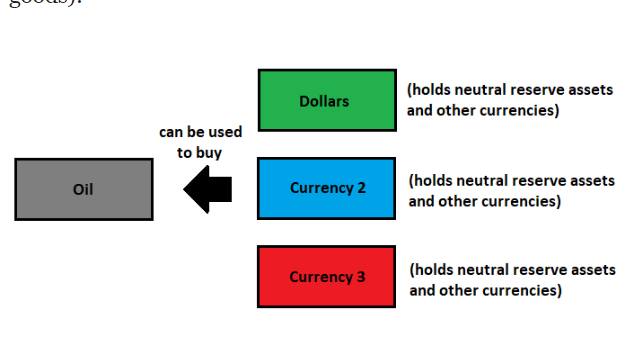 goods).
Dollars
(holds neutral reserve assets
and other currencies)
can be used
to buy
Oil
Currency 2
(holds neutral reserve assets
and other currencies)
Currency 3
(holds neutral reserve assets
and other currencies)